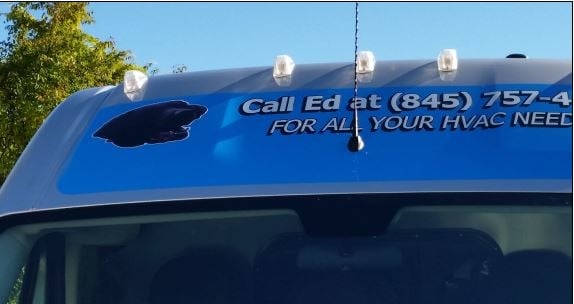 Call Ed at (845) 757-4
FOR ALL YOUR HVAC NEED